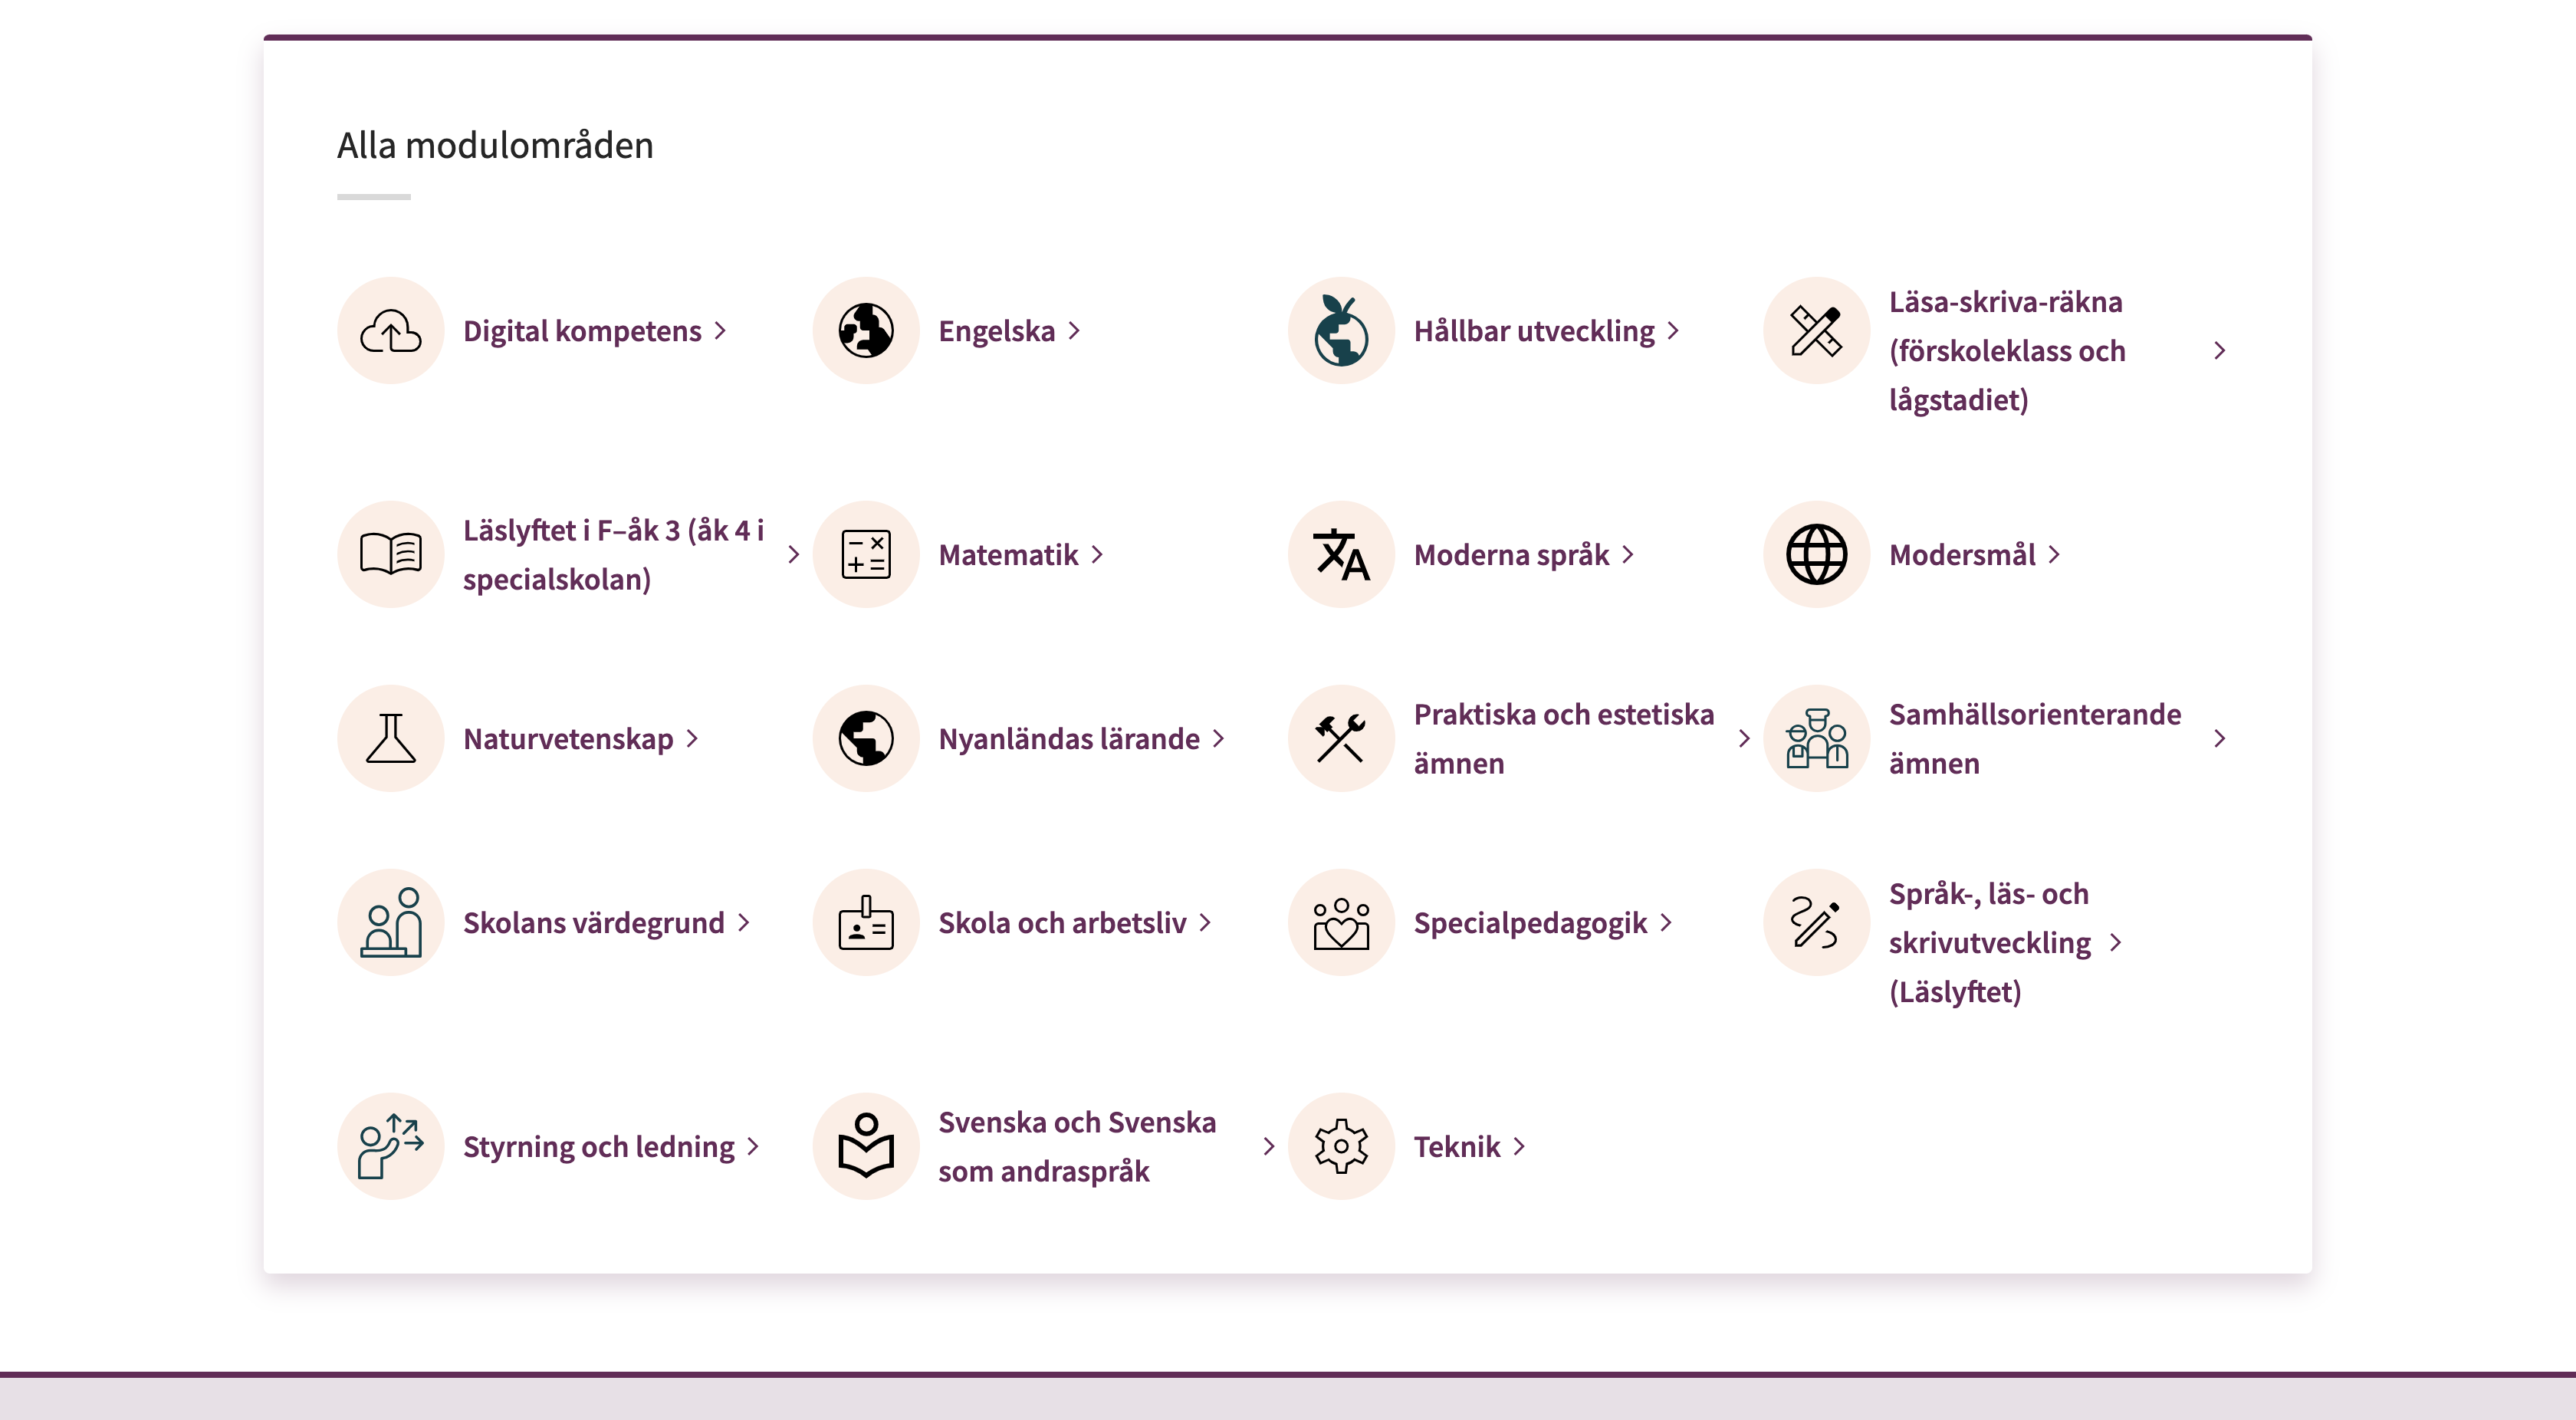 Alla modulområden
Digital kompetens
Engelska
Hållbar utveckling
Läsa-skriva-räkna
(förskoleklass och
lågstadiet)
Läslyftet i F–åk 3 (åk 4 i
specialskolan)
Matematik
Moderna språk
Modersmål
Naturvetenskap
Nyanländas lärande
Praktiska och estetiska
ämnen
Samhällsorienterande
ämnen
Skolans värdegrund
Skola och arbetsliv
Specialpedagogik
Språk-, läs- och
skrivutveckling
(Läslyftet)
Styrning och ledning
Svenska och Svenska
som andraspråk
Teknik